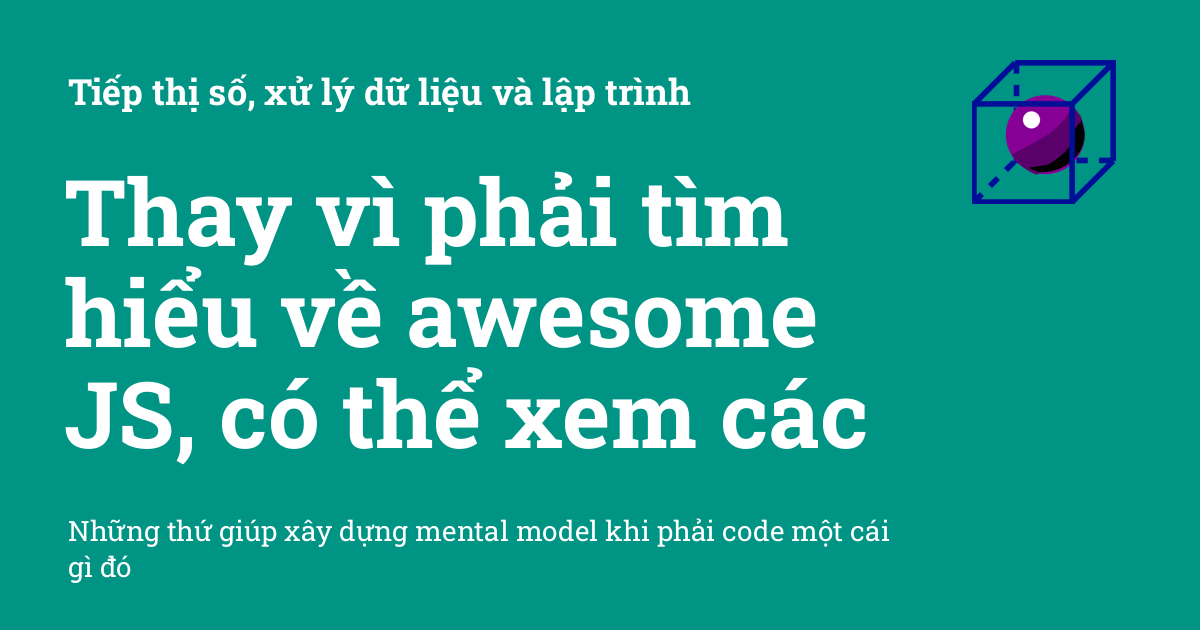 Tiếp thị số, xử lý dữ liệu và lập trình
Thay vì phải tìm
hiểu về awesome
JS, có thể xem các
Những thứ giúp xây dựng mental model khi phải code một cái
gì đó